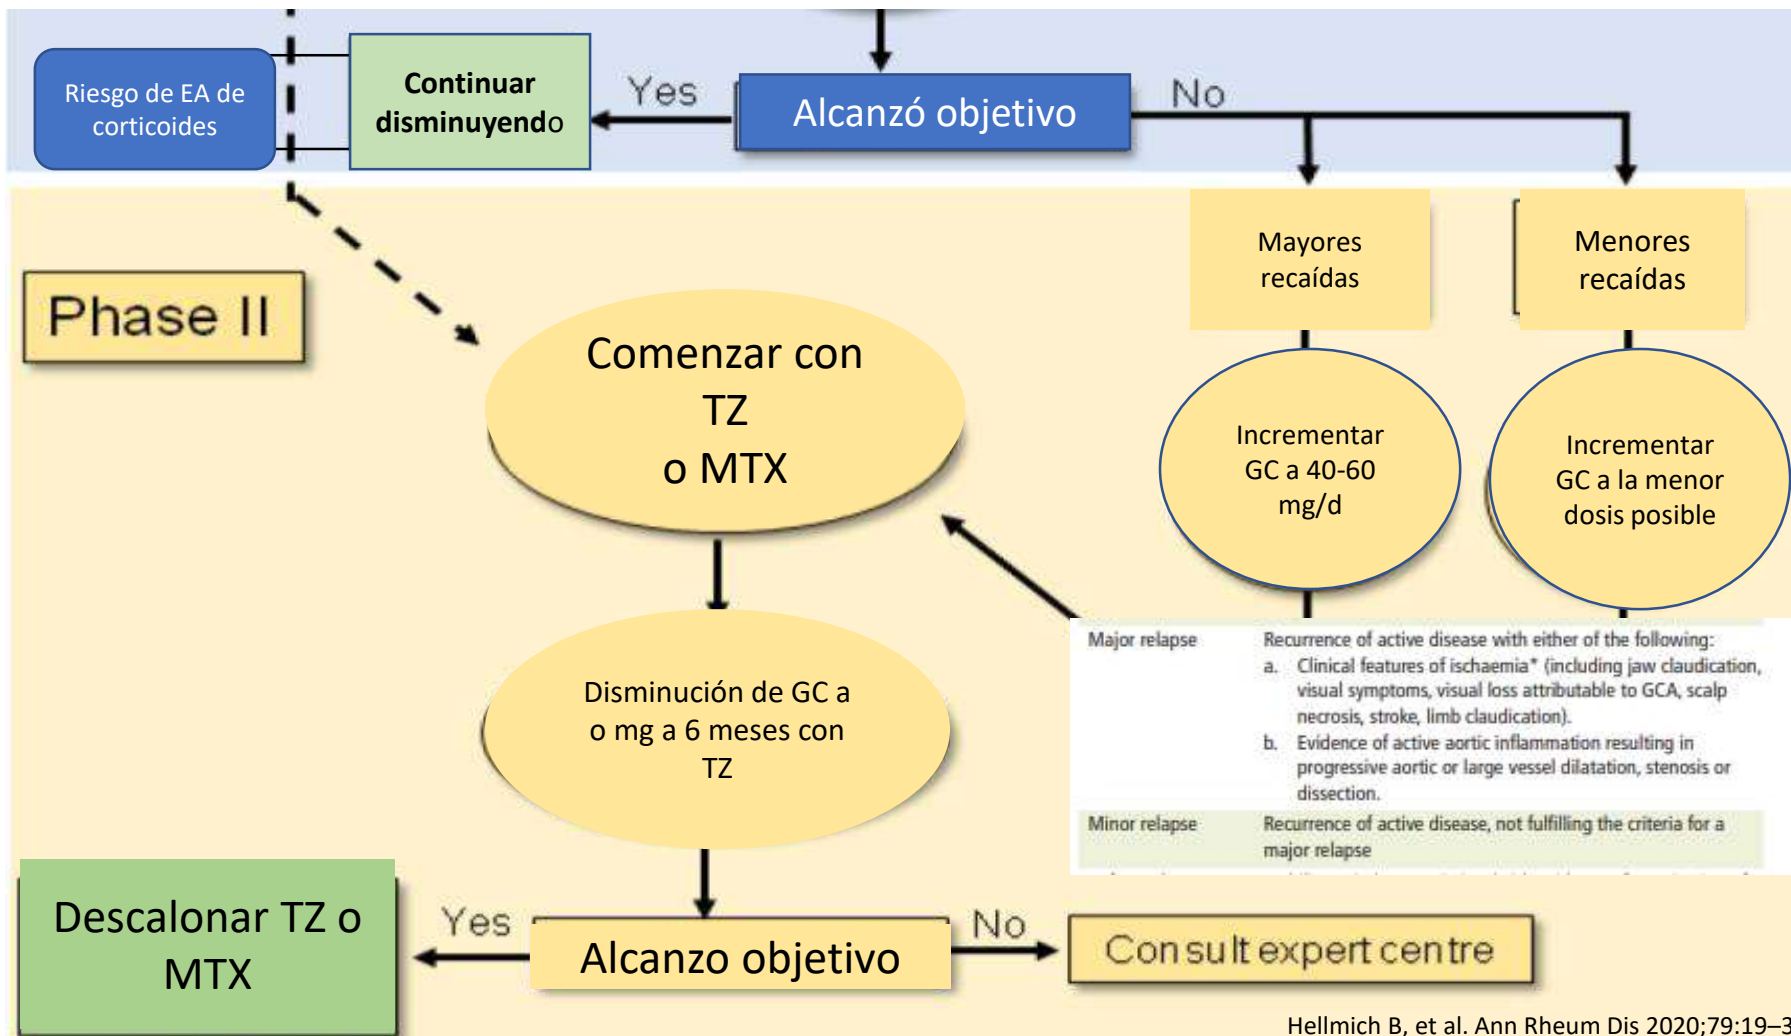 Riesgo de EA de
corticoides
Continuar
disminuyendo
Yes
Alcanzó objetivo
No
Mayores
recaídas
Menores
recaídas
Phase II
Comenzar con
TZ
o MTX
Incrementar
GC a 40-60
mg/d
Incrementar
GC a la menor
dosis posible
Disminución de GC a
o mg a 6 meses con
TZ
Major relapse
Recurrence of active disease with either of the following:
a. Clinical features of ischaemia* (including jaw claudication,
visual symptoms, visual loss attributable to GCA, scalp
necrosis, stroke, limb claudication).
b. Evidence of active aortic inflammation resulting in
progressive aortic or large vessel dilatation, stenosis or
dissection.
Minor relapse
Recurrence of active disease, not fulfilling the criteria for a
major relapse
Descalonar TZ o
MTX
Yes
Alcanzo objetivo
No
Consult expert centre
Hellmich B, et al. Ann Rheum Dis 2020;79:19–3